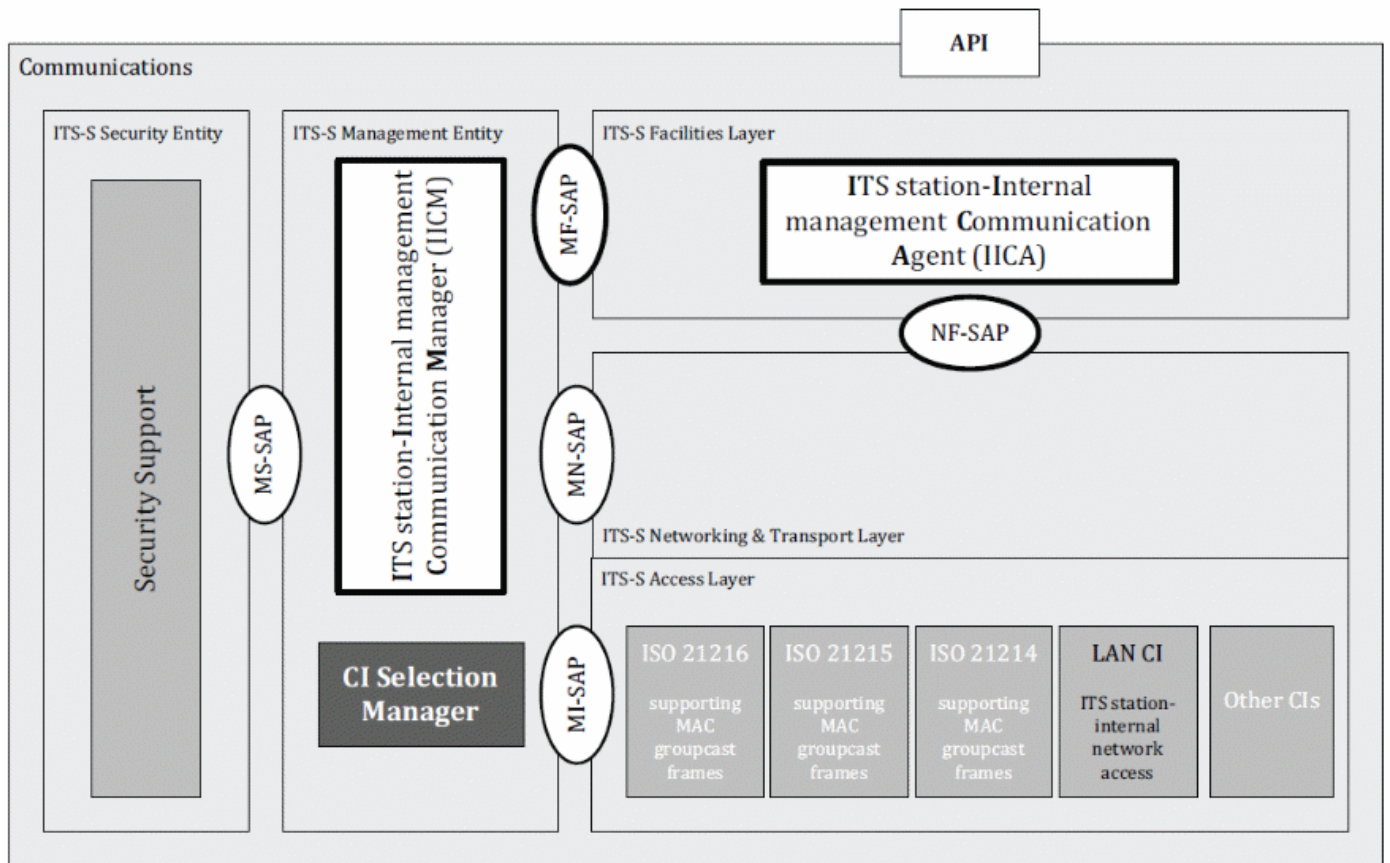 API
Communications
ITS-S Security Entity
Security Support
MS-SAP
ITS-S Management Entity
ITS station-Internal management
Communication Manager (IICM)
CI Selection
Manager
MF-SAP
MN-SAP
MI-SAP
ITS-S Facilities Layer
ITS station-Internal
management Communication
Agent (IICA)
NF-SAP
ITS-S Networking & Transport Layer
ITS-S Access Layer
ISO 21216
supporting
MAC
groupcast
frames
ISO 21215
supporting
MAC
groupcast
frames
ISO 21214
supporting
MAC
groupcast
frames
LAN CI
ITS station-
internal
network
access
Other CIs